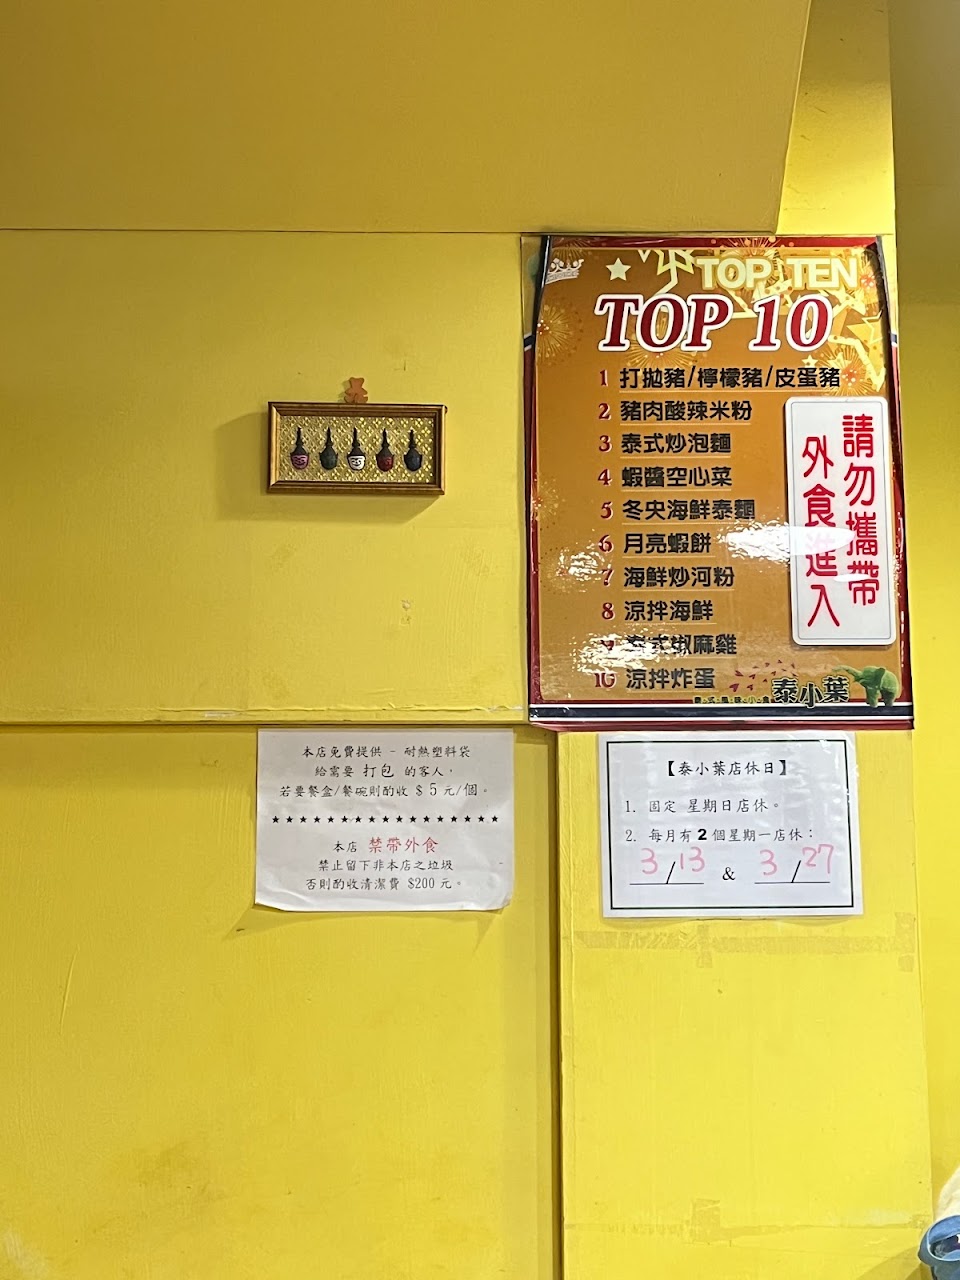 TOP TEN
TOP 10
1 打拋豬/檸檬豬/皮蛋豬
2 豬肉酸辣米粉
3 泰式炒泡麵
4 蝦醬空心菜
5 冬央海鮮泰麵
6 月亮蝦餅
7 海鮮炒河粉
8 涼拌海鮮
9 泰式椒麻雞
10 涼拌炸蛋
泰小葉
請勿攜帶
外食進入
本店免費提供 - 耐熱塑料袋
給需要 打包 的客人，
若要餐盒/餐碗則酌收 $5元/個。
本店 禁帶外食
禁止留下非本店之垃圾
否則酌收清潔費 $200元。
【泰小葉店休日】
1. 固定 星期日店休。
2. 每月有2個星期一店休：
3/13 & 3/27